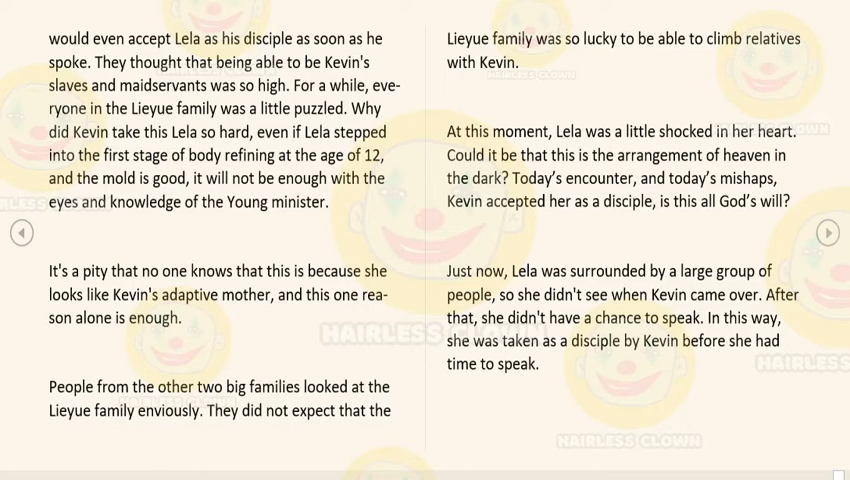 would even accept Lela as his disciple as soon as he
spoke. They thought that being able to be Kevin's
slaves and maidservants was so high. For a while, eve-
ryone in the Lieyue family was a little puzzled. Why
did Kevin take this Lela so hard, even if Lela stepped
into the first stage of body refining at the age of 12,
and the mold is good, it will not be enough with the
eyes and knowledge of the Young minister.
It's a pity that no one knows that this is because she
looks like Kevin's adaptive mother, and this one rea-
son alone is enough.
People from the other two big families looked at the
Lieyue family enviously. They did not expect that the
Lieyue family was so lucky to be able to climb relatives
with Kevin.
At this moment, Lela was a little shocked in her heart.
Could it be that this is the arrangement of heaven in
the dark? Today’s encounter, and today’s mishaps,
Kevin accepted her as a disciple, is this all God’s will?
Just now, Lela was surrounded by a large group of
people, so she didn't see when Kevin came over. After
that, she didn't have a chance to speak. In this way,
she was taken as a disciple by Kevin before she had
time to speak.
HAIRLESS CLOWN
HAIRLESS CLOWN
HAIRLESS CLOWN